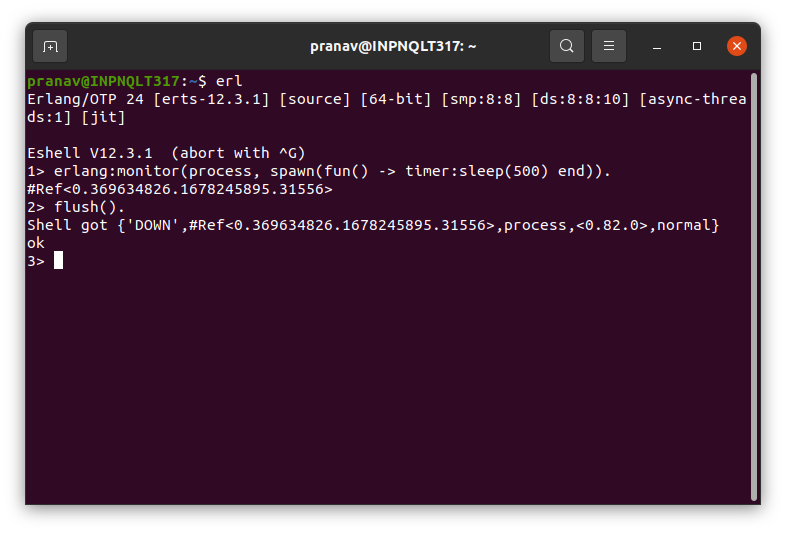 pranav@INPNQLT317: ~
pranav@INPNQLT317:~$ erl
Erlang/OTP 24 [erts-12.3.1] [source] [64-bit] [smp:8:8] [ds:8:8:10] [async-threa
ds:1] [jit]
Eshell V12.3.1  (abort with ^G)
1> erlang:monitor(process, spawn(fun() -> timer:sleep(500) end)).
#Ref<0.369634826.1678245895.31556>
2> flush().
Shell got {'DOWN',#Ref<0.369634826.1678245895.31556>,process,<0.82.0>,normal}
ok
3>